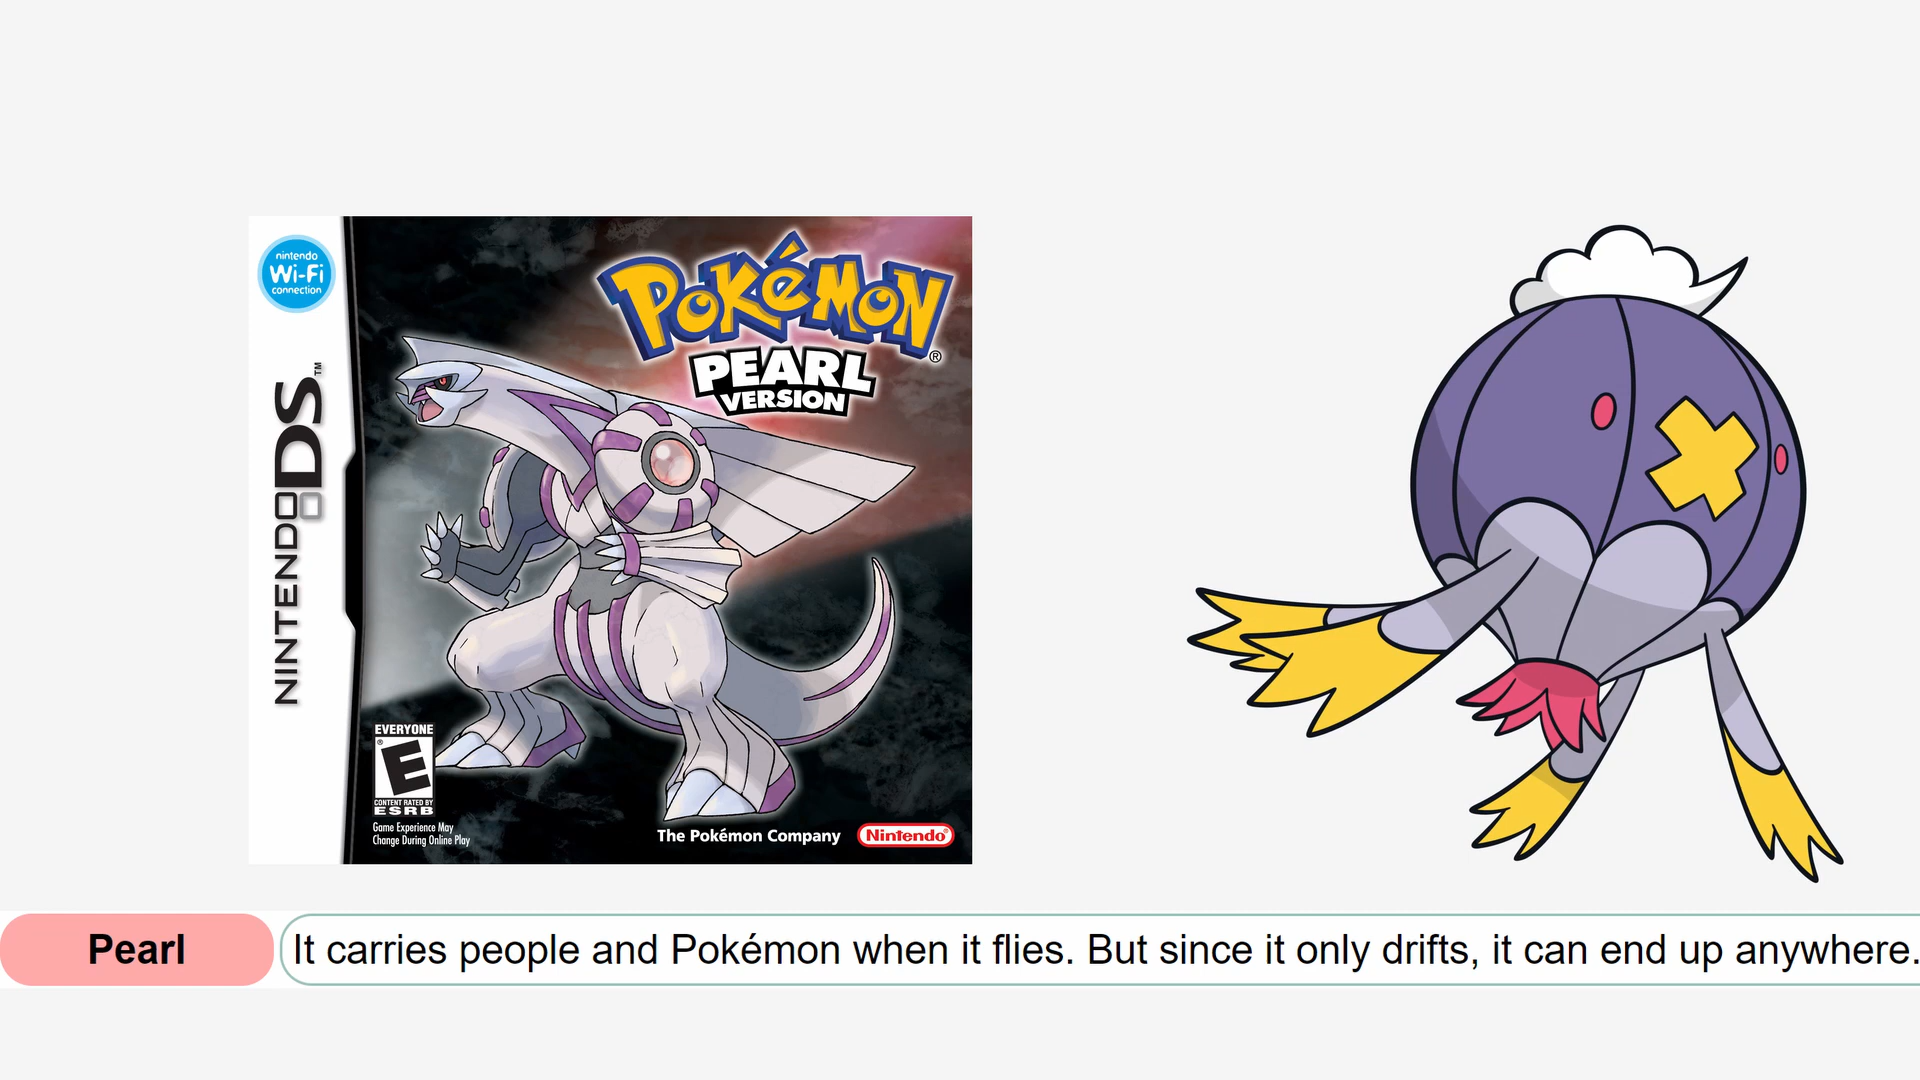 nintendo
Wi-Fi
connection
NINTENDO DS™
POKéMON®
PEARL
VERSION
EVERYONE
E®
CONTENT RATED BY
ESRB
Game Experience May
Change During Online Play
The Pokémon Company
Nintendo®
Pearl
It carries people and Pokémon when it flies. But since it only drifts, it can end up anywhere.